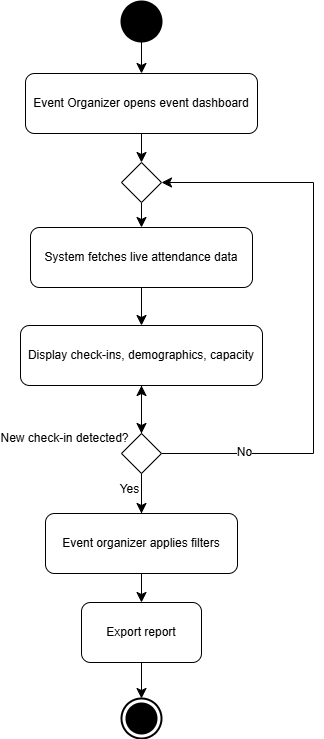 Event Organizer opens event dashboard
System fetches live attendance data
Display check-ins, demographics, capacity
New check-in detected?
No
Yes
Event organizer applies filters
Export report